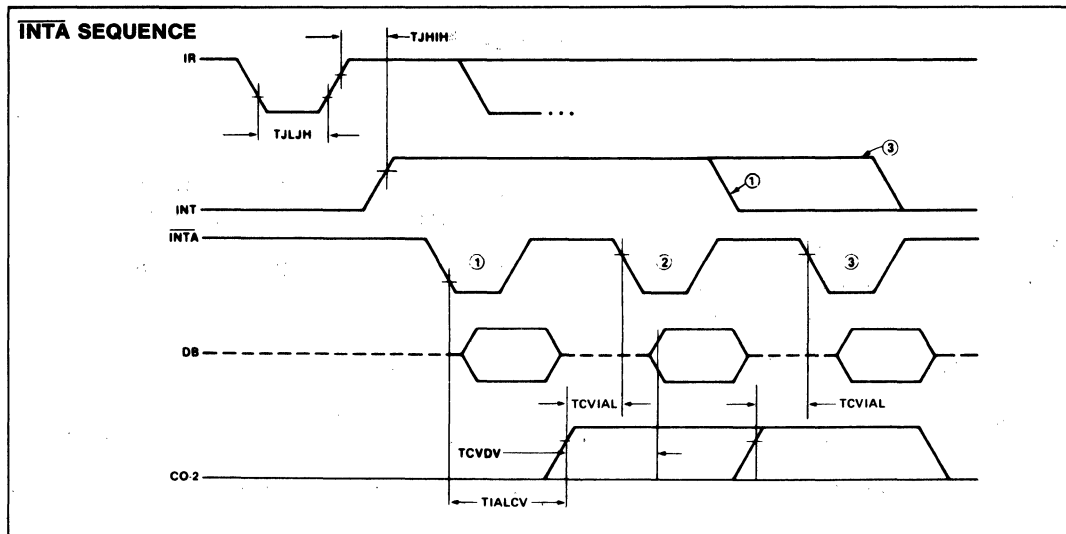 INTA SEQUENCE
TJHIH
IR
TJLJH
...
③
①
INT
INTA
①
②
③
DB
TCVIAL
TCVIAL
TCVDV
CO-2
TIALCV